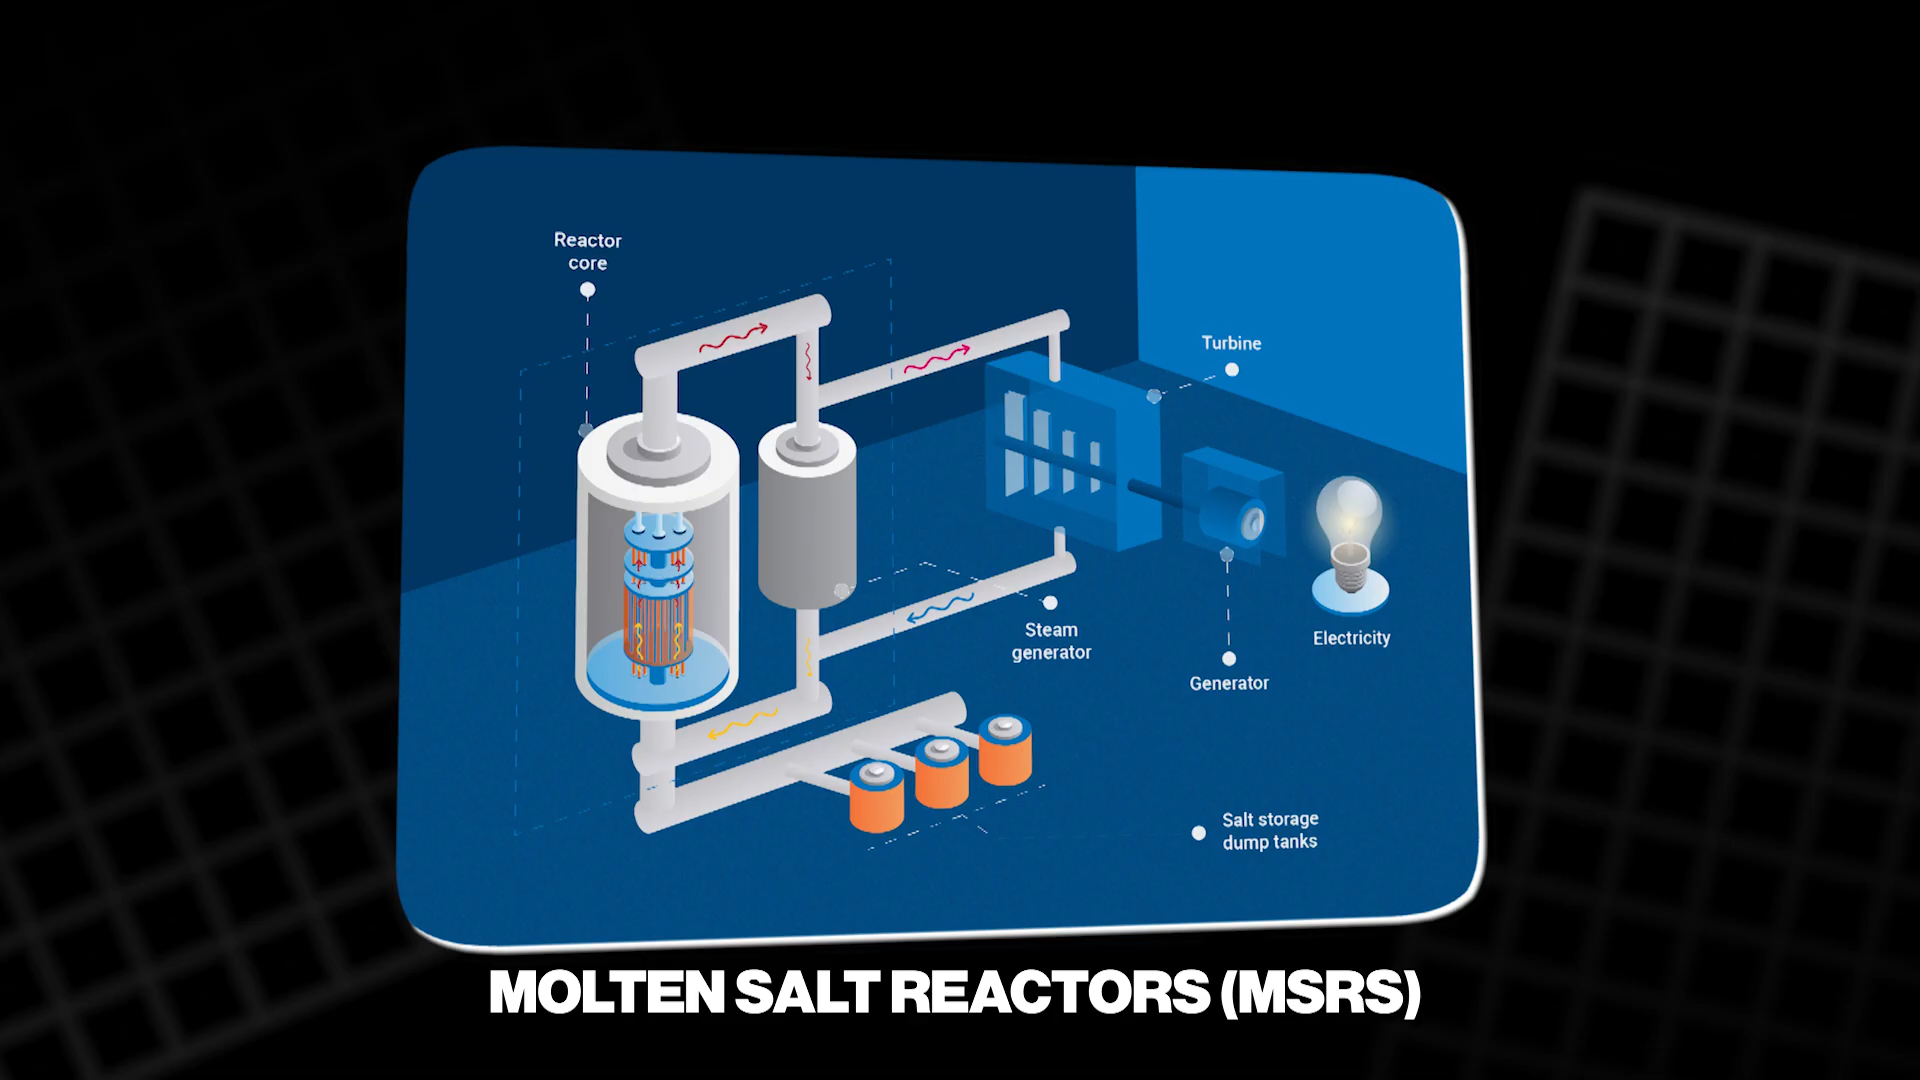 Reactor
core
Turbine
Steam
generator
Generator
Electricity
Salt storage
dump tanks
MOLTEN SALT REACTORS (MSRS)